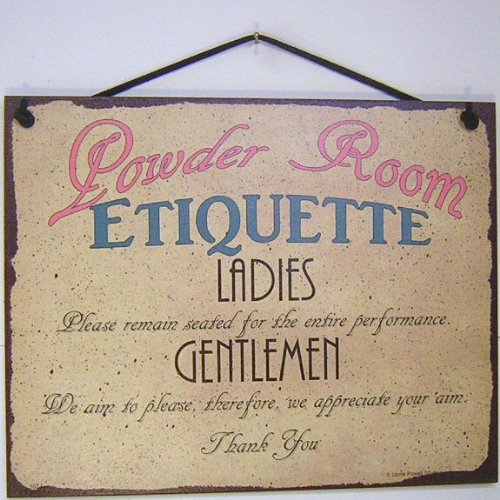 Powder Room
ETIQUETTE
LADIES
Please remain seated for the entire performance.
GENTLEMEN
We aim to please, therefore, we appreciate your aim.
Thank You